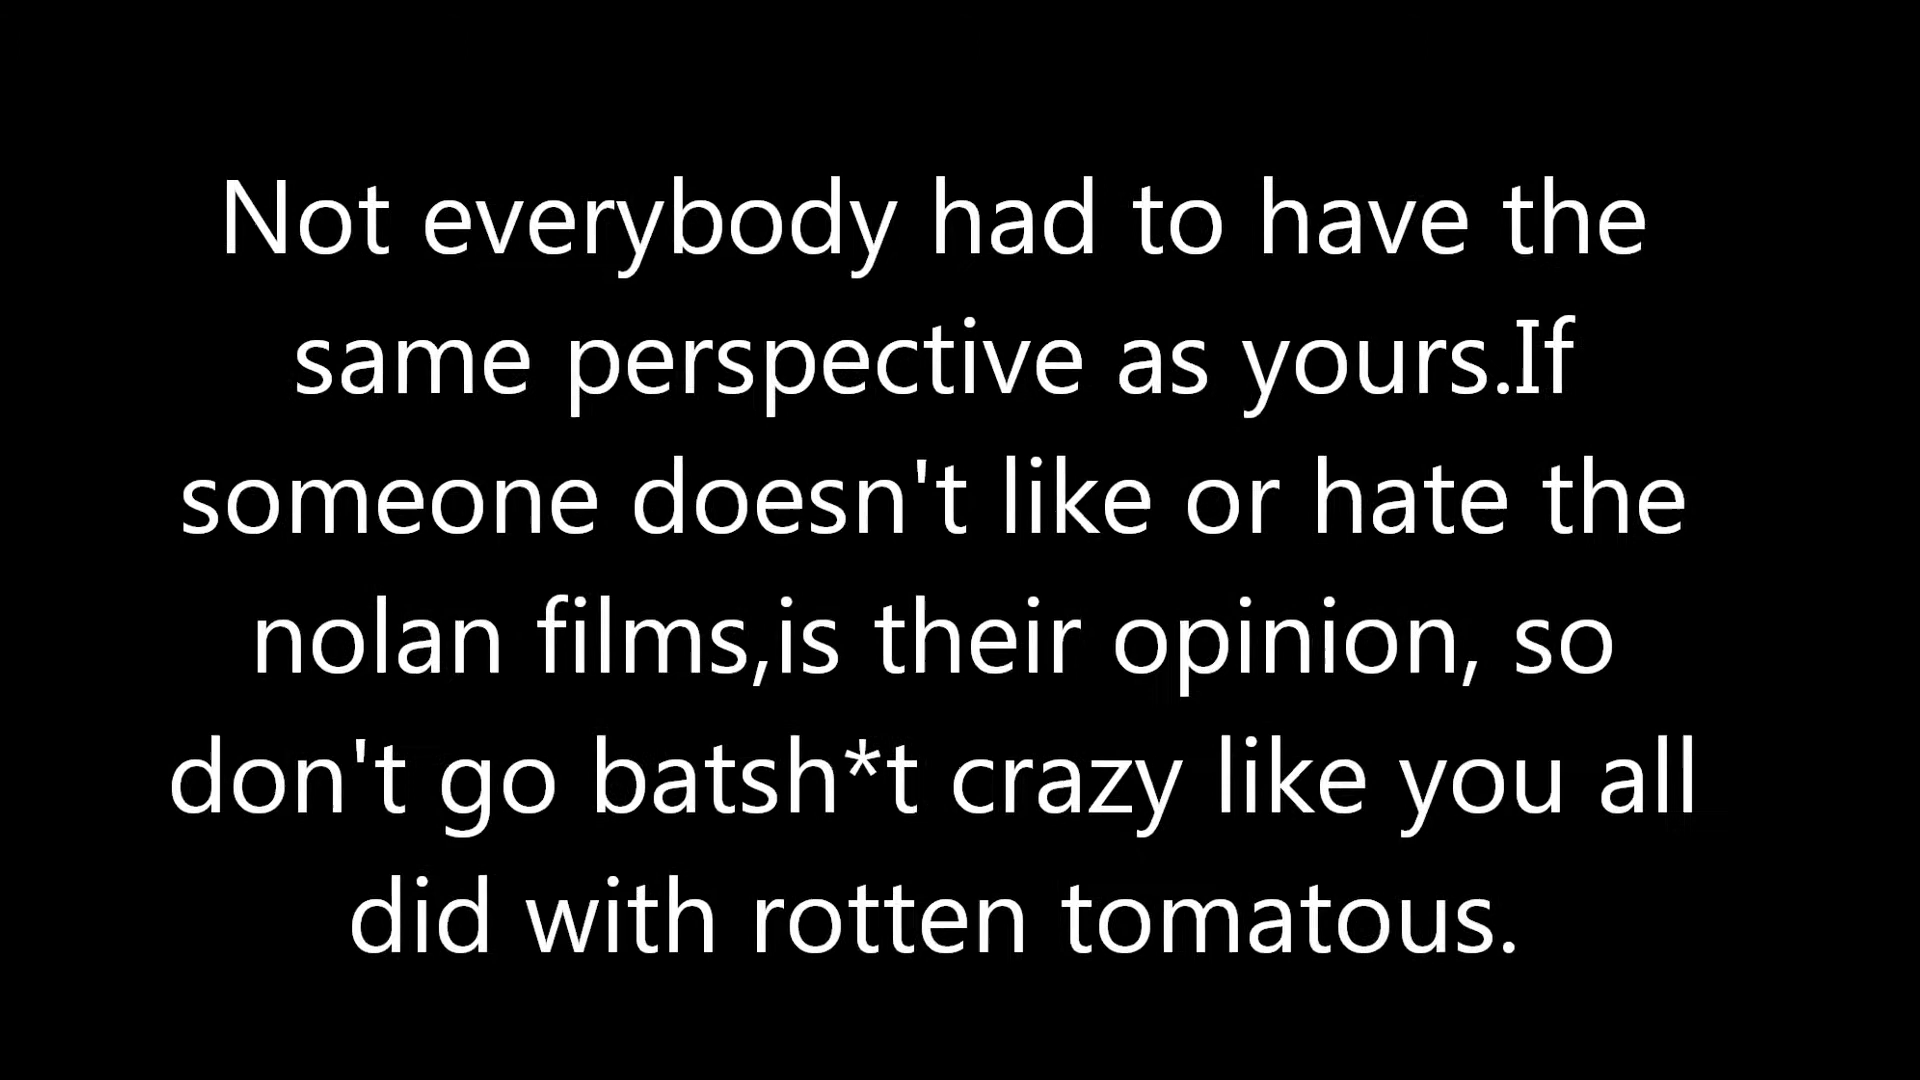 Not everybody had to have the
same perspective as yours.If
someone doesn't like or hate the
nolan films,is their opinion, so
don't go batsh*t crazy like you all
did with rotten tomatous.